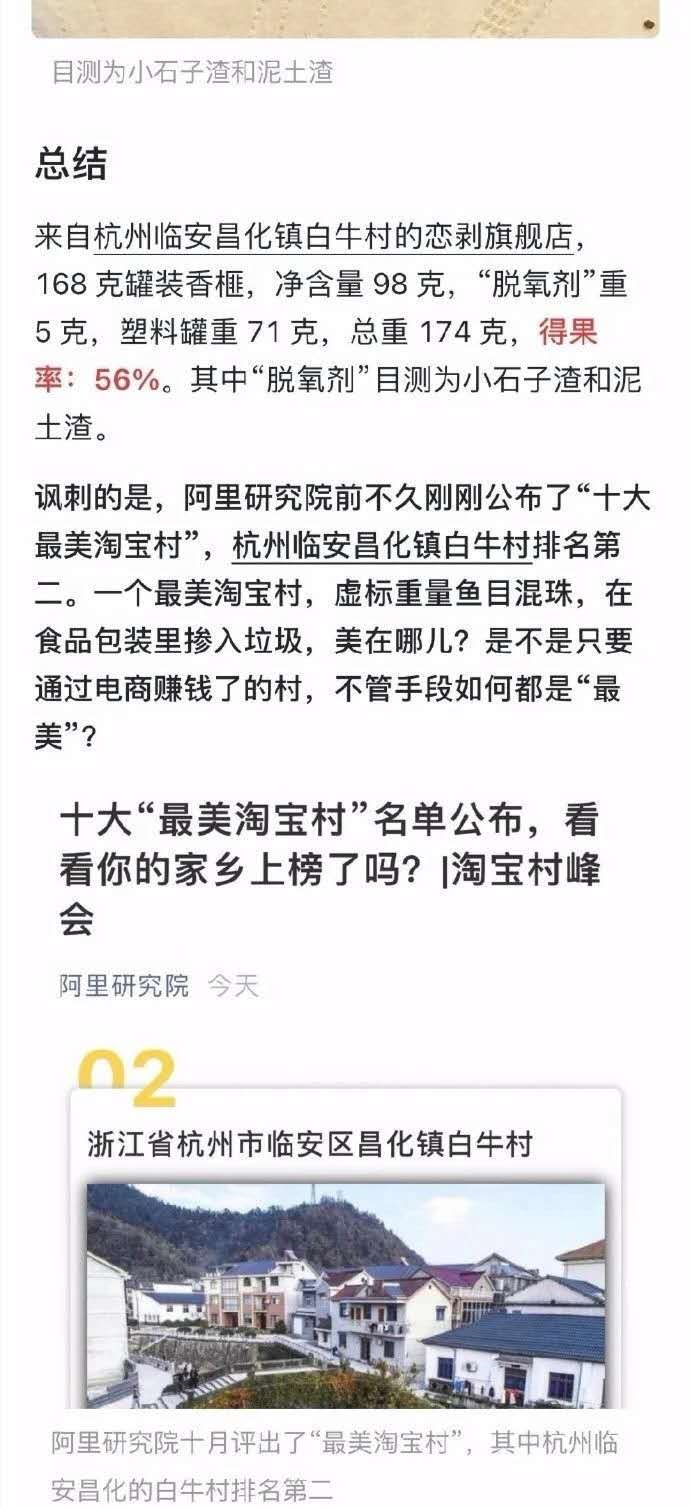 目测为小石子渣和泥土渣
总结
来自杭州临安昌化镇白牛村的恋剥旗舰店，
168 克罐装香榧，净含量 98 克，“脱氧剂”重
5 克，塑料罐重 71 克，总重 174 克，得果
率：56%。其中“脱氧剂”目测为小石子渣和泥
土渣。
讽刺的是，阿里研究院前不久刚刚公布了“十大
最美淘宝村”，杭州临安昌化镇白牛村排名第
二。一个最美淘宝村，虚标重量鱼目混珠，在
食品包装里掺入垃圾，美在哪儿？是不是只要
通过电商赚钱了的村，不管手段如何都是“最
美”？
十大“最美淘宝村”名单公布，看
看你的家乡上榜了吗？|淘宝村峰
会
阿里研究院 今天
02
浙江省杭州市临安区昌化镇白牛村
阿里研究院十月评出了“最美淘宝村”，其中杭州临
安昌化的白牛村排名第二